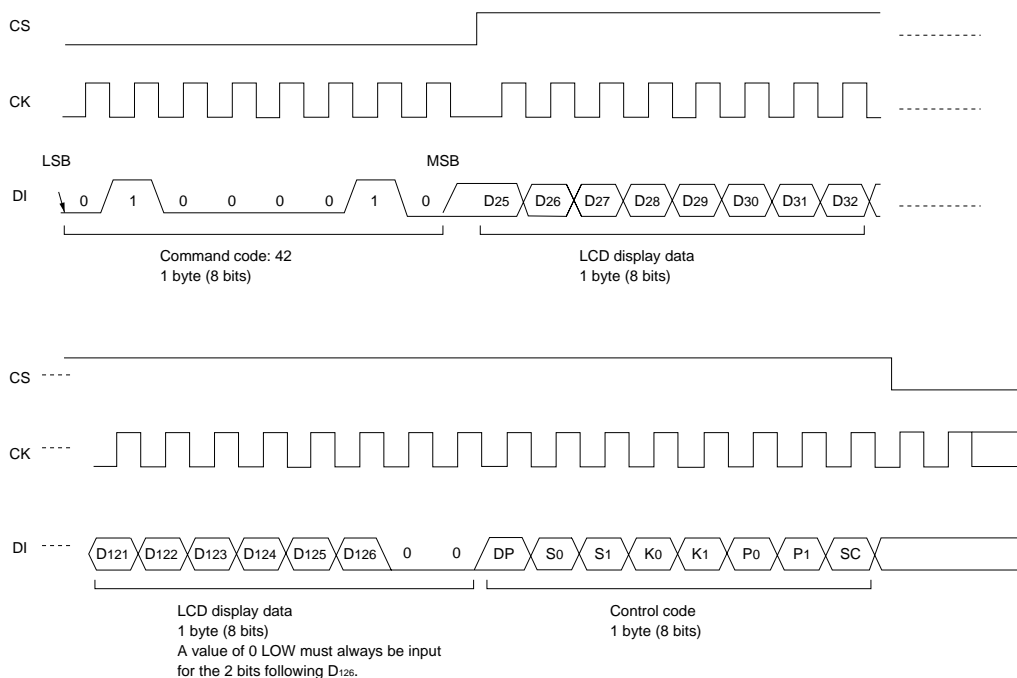 CS
CK
LSB MSB
DI 0 1 0 0 0 0 1 0 D25 D26 D27 D28 D29 D30 D31 D32
Command code: 42
1 byte (8 bits)
LCD display data
1 byte (8 bits)
CS
CK
DI D121 D122 D123 D124 D125 D126 0 0 DP S0 S1 K0 K1 P0 P1 SC
LCD display data
1 byte (8 bits)
A value of 0 LOW must always be input
for the 2 bits following D126.
Control code
1 byte (8 bits)